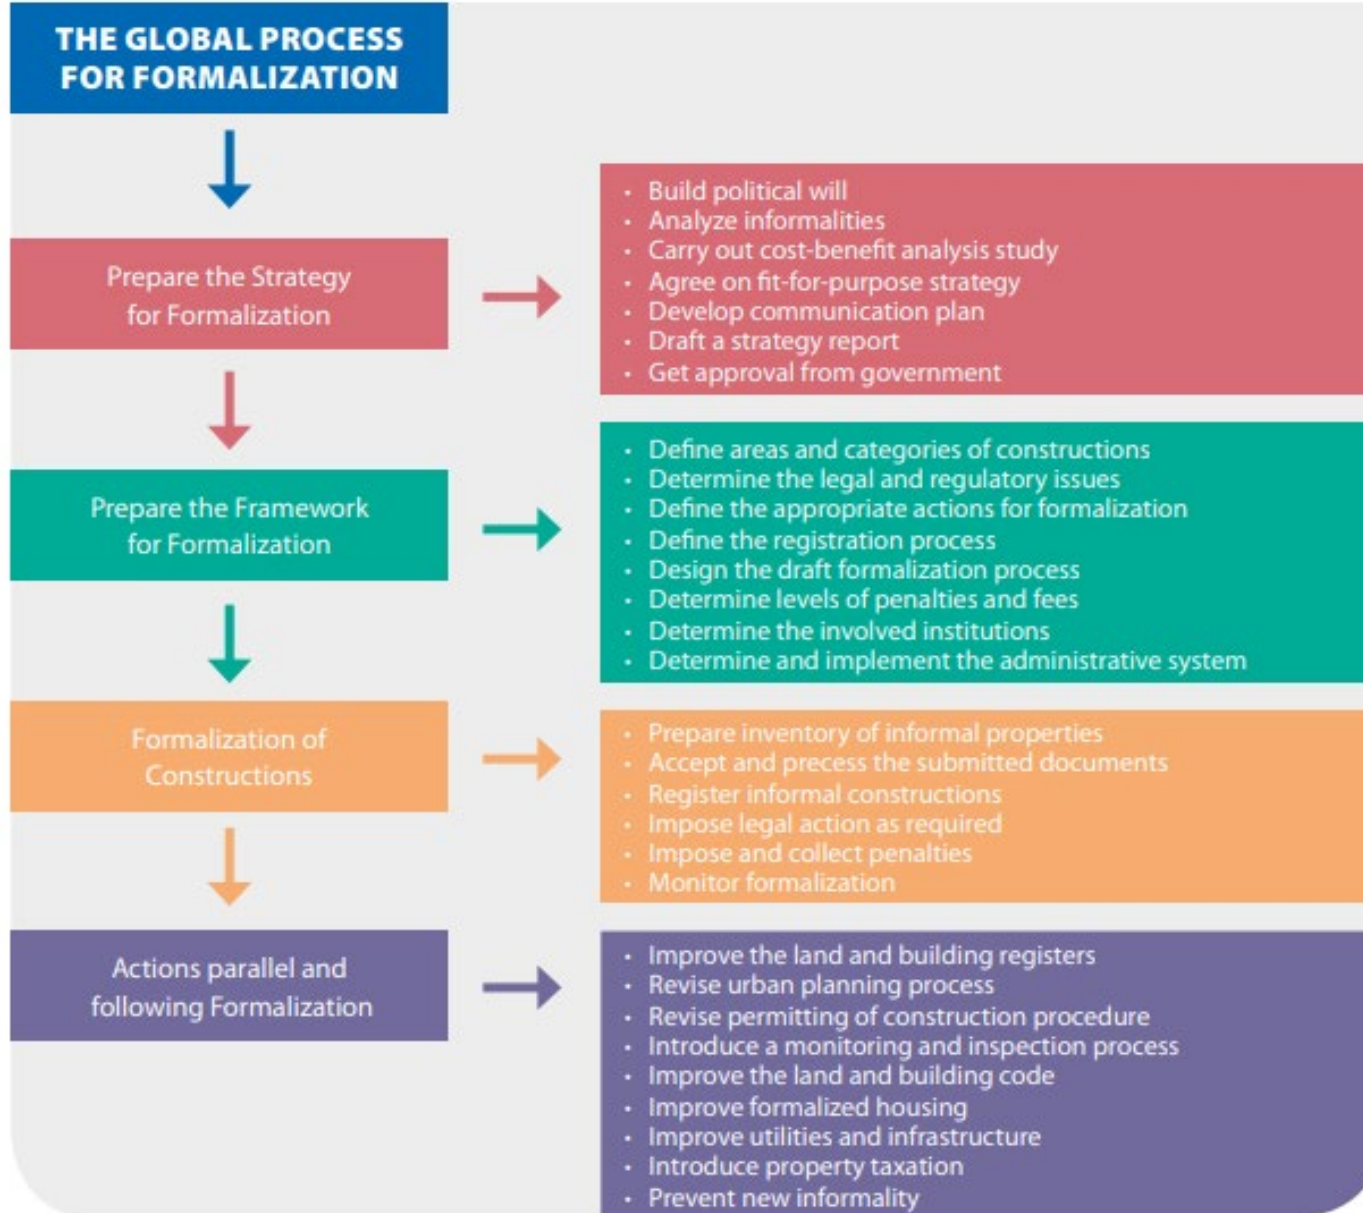 THE GLOBAL PROCESS
FOR FORMALIZATION
Prepare the Strategy
for Formalization
• Build political will
• Analyze informalities
• Carry out cost-benefit analysis study
• Agree on fit-for-purpose strategy
• Develop communication plan
• Draft a strategy report
• Get approval from government
Prepare the Framework
for Formalization
• Define areas and categories of constructions
• Determine the legal and regulatory issues
• Define the appropriate actions for formalization
• Define the registration process
• Design the draft formalization process
• Determine levels of penalties and fees
• Determine the involved institutions
• Determine and implement the administrative system
Formalization of
Constructions
• Prepare inventory of informal properties
• Accept and precess the submitted documents
• Register informal constructions
• Impose legal action as required
• Impose and collect penalties
• Monitor formalization
Actions parallel and
following Formalization
• Improve the land and building registers
• Revise urban planning process
• Revise permitting of construction procedure
• Introduce a monitoring and inspection process
• Improve the land and building code
• Improve formalized housing
• Improve utilities and infrastructure
• Introduce property taxation
• Prevent new informality